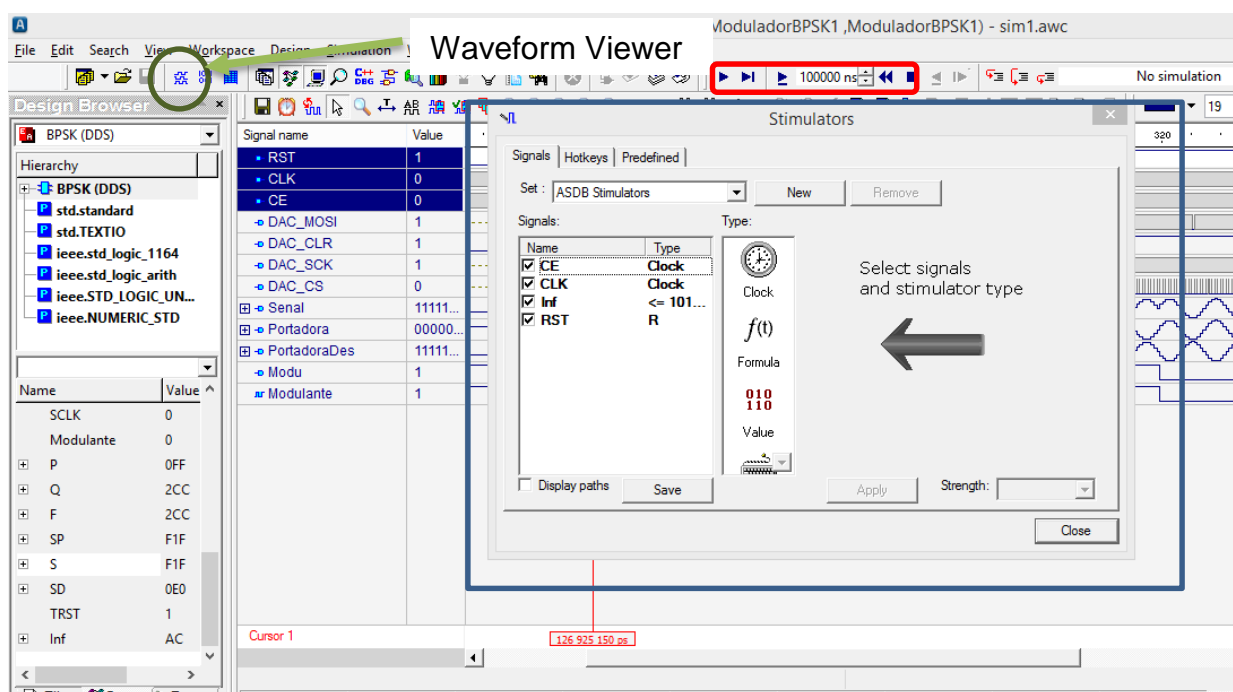 ModuladorBPSK1 ,ModuladorBPSK1) - sim1.awc
File Edit Search View Workspace Design Simulation
Waveform Viewer
100000 ns
No simulation
Design Browser
19
BPSK (DDS)
Signal name Value
320
Hierarchy
BPSK (DDS)
std.standard
std.TEXTIO
ieee.std_logic_1164
ieee.std_logic_arith
ieee.STD_LOGIC_UN...
ieee.NUMERIC_STD
RST 1
CLK 0
CE 0
DAC_MOSI 1
DAC_CLR 1
DAC_SCK 1
DAC_CS 0
Senal 11111...
Portadora 00000...
PortadoraDes 11111...
Modu 1
Modulante 1
Stimulators
Signals Hotkeys Predefined
Set : ASDB Stimulators New Remove
Signals: Type:
Name Type
CE Clock
CLK Clock
Inf <= 101...
RST R
Clock
f(t)
Formula
010
110
Value
Select signals
and stimulator type
Display paths Save Apply Strength:
Close
Name Value
SCLK 0
Modulante 0
P 0FF
Q 2CC
F 2CC
SP F1F
S F1F
SD 0E0
TRST 1
Inf AC
Cursor 1
126 925 150 ps